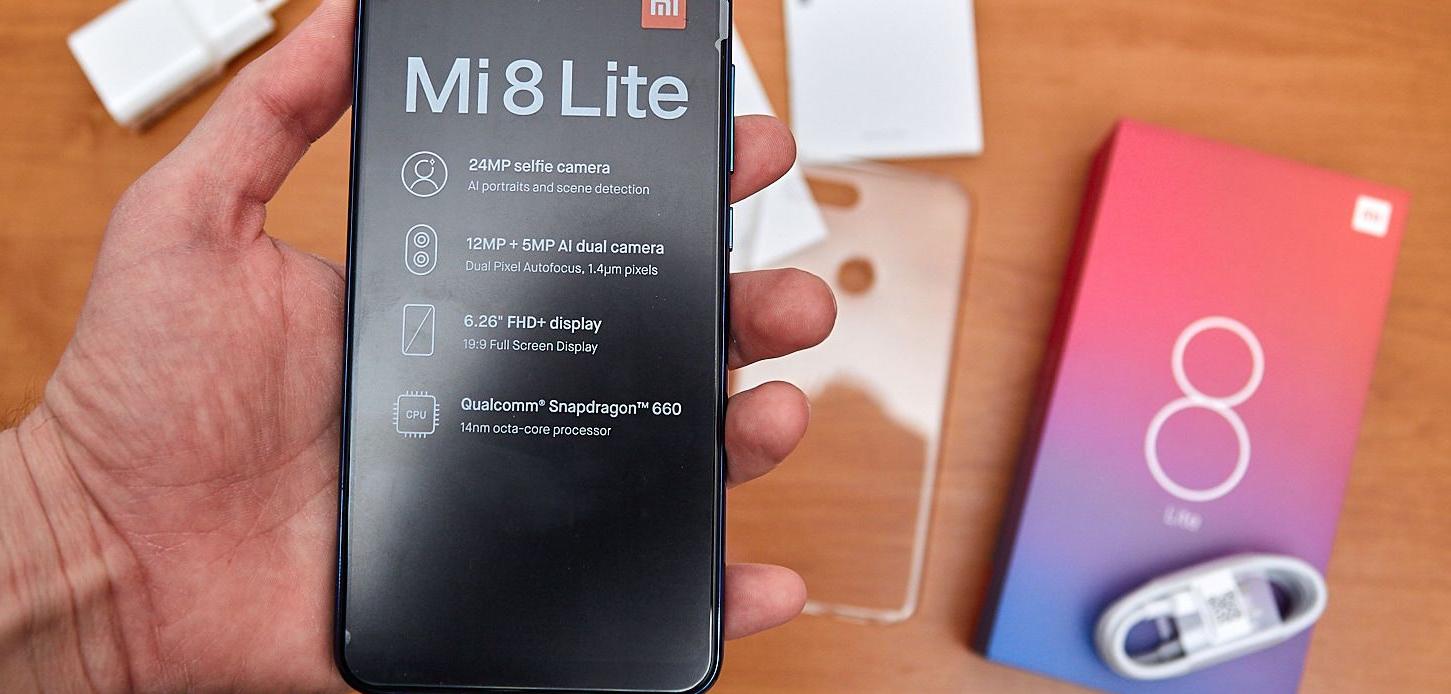 mi
Mi 8 Lite
24MP selfie camera
AI portraits and scene detection
12MP + 5MP AI dual camera
Dual Pixel Autofocus, 1.4μm pixels
6.26" FHD+ display
19:9 Full Screen Display
CPU
Qualcomm® Snapdragon™ 660
14nm octa-core processor
mi
8
Lite